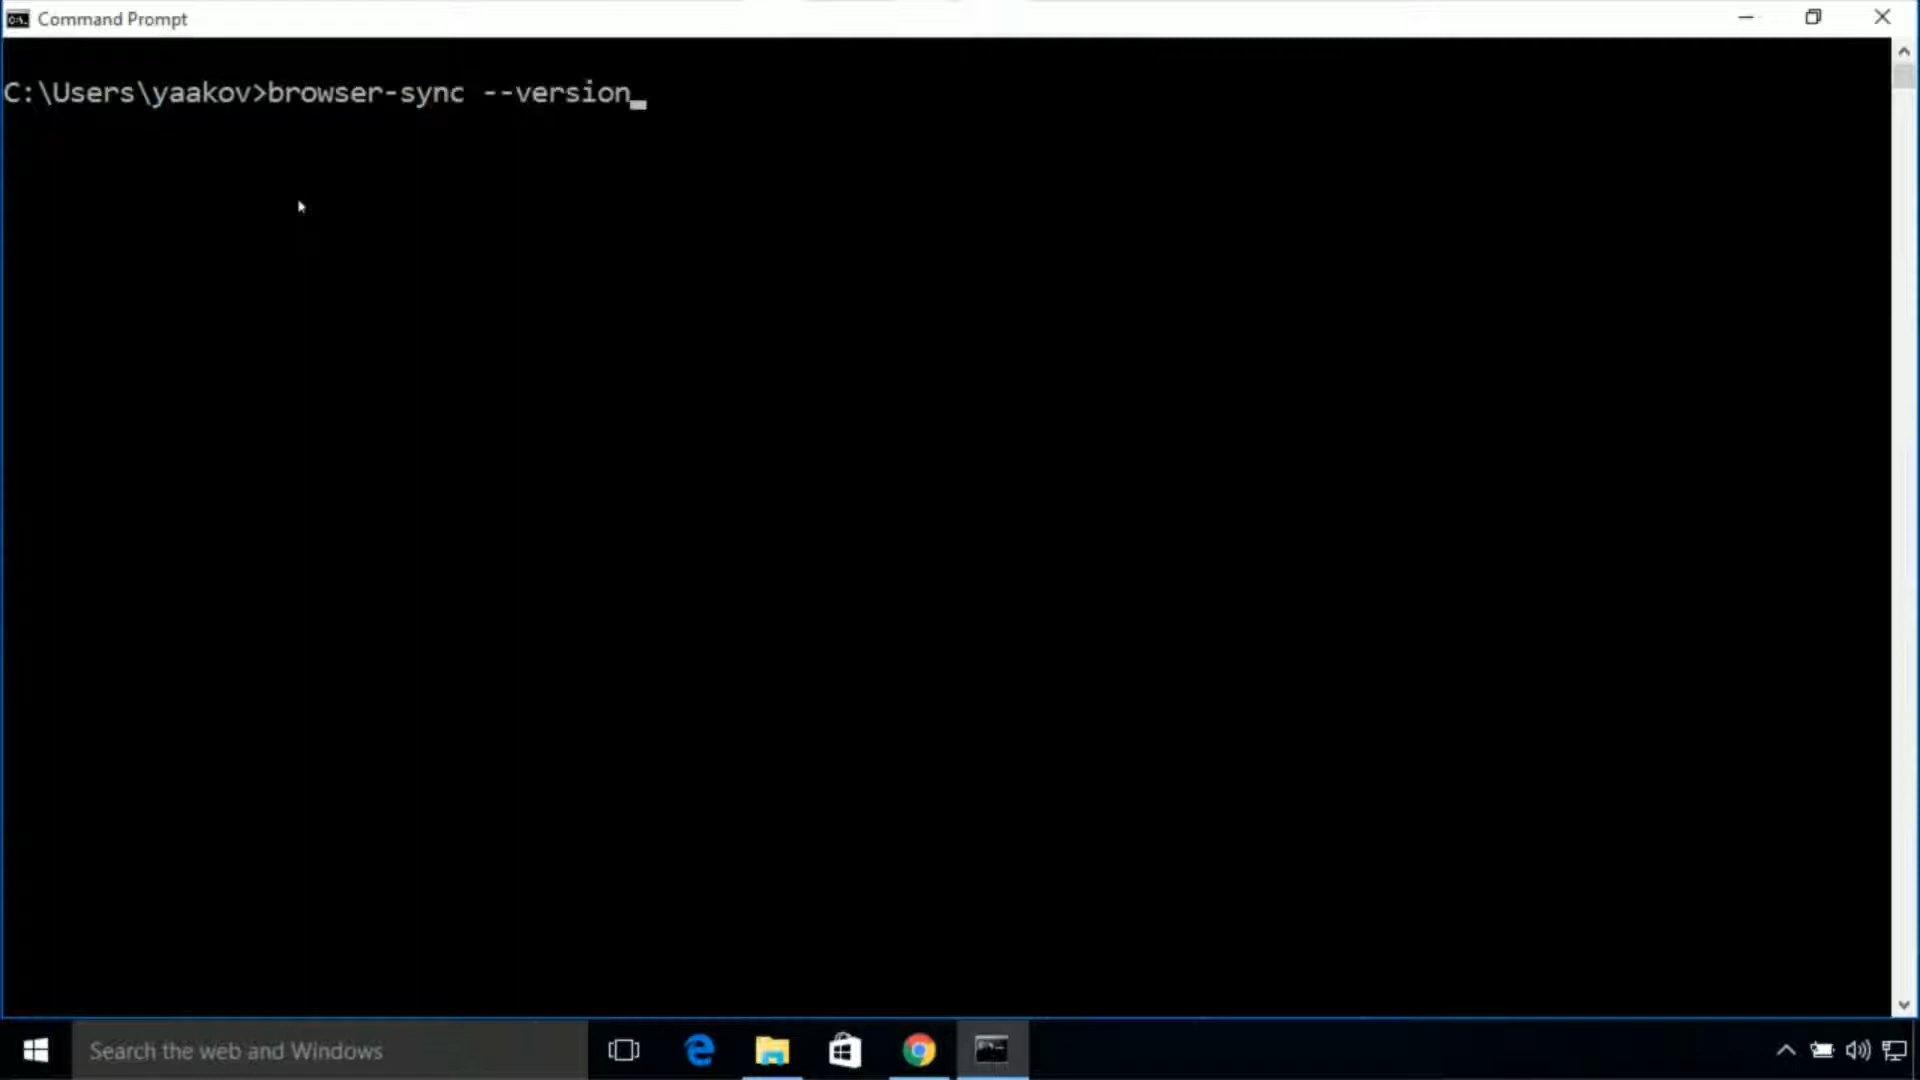 Command Prompt
C:\Users\yaakov>browser-sync --version
Search the web and Windows